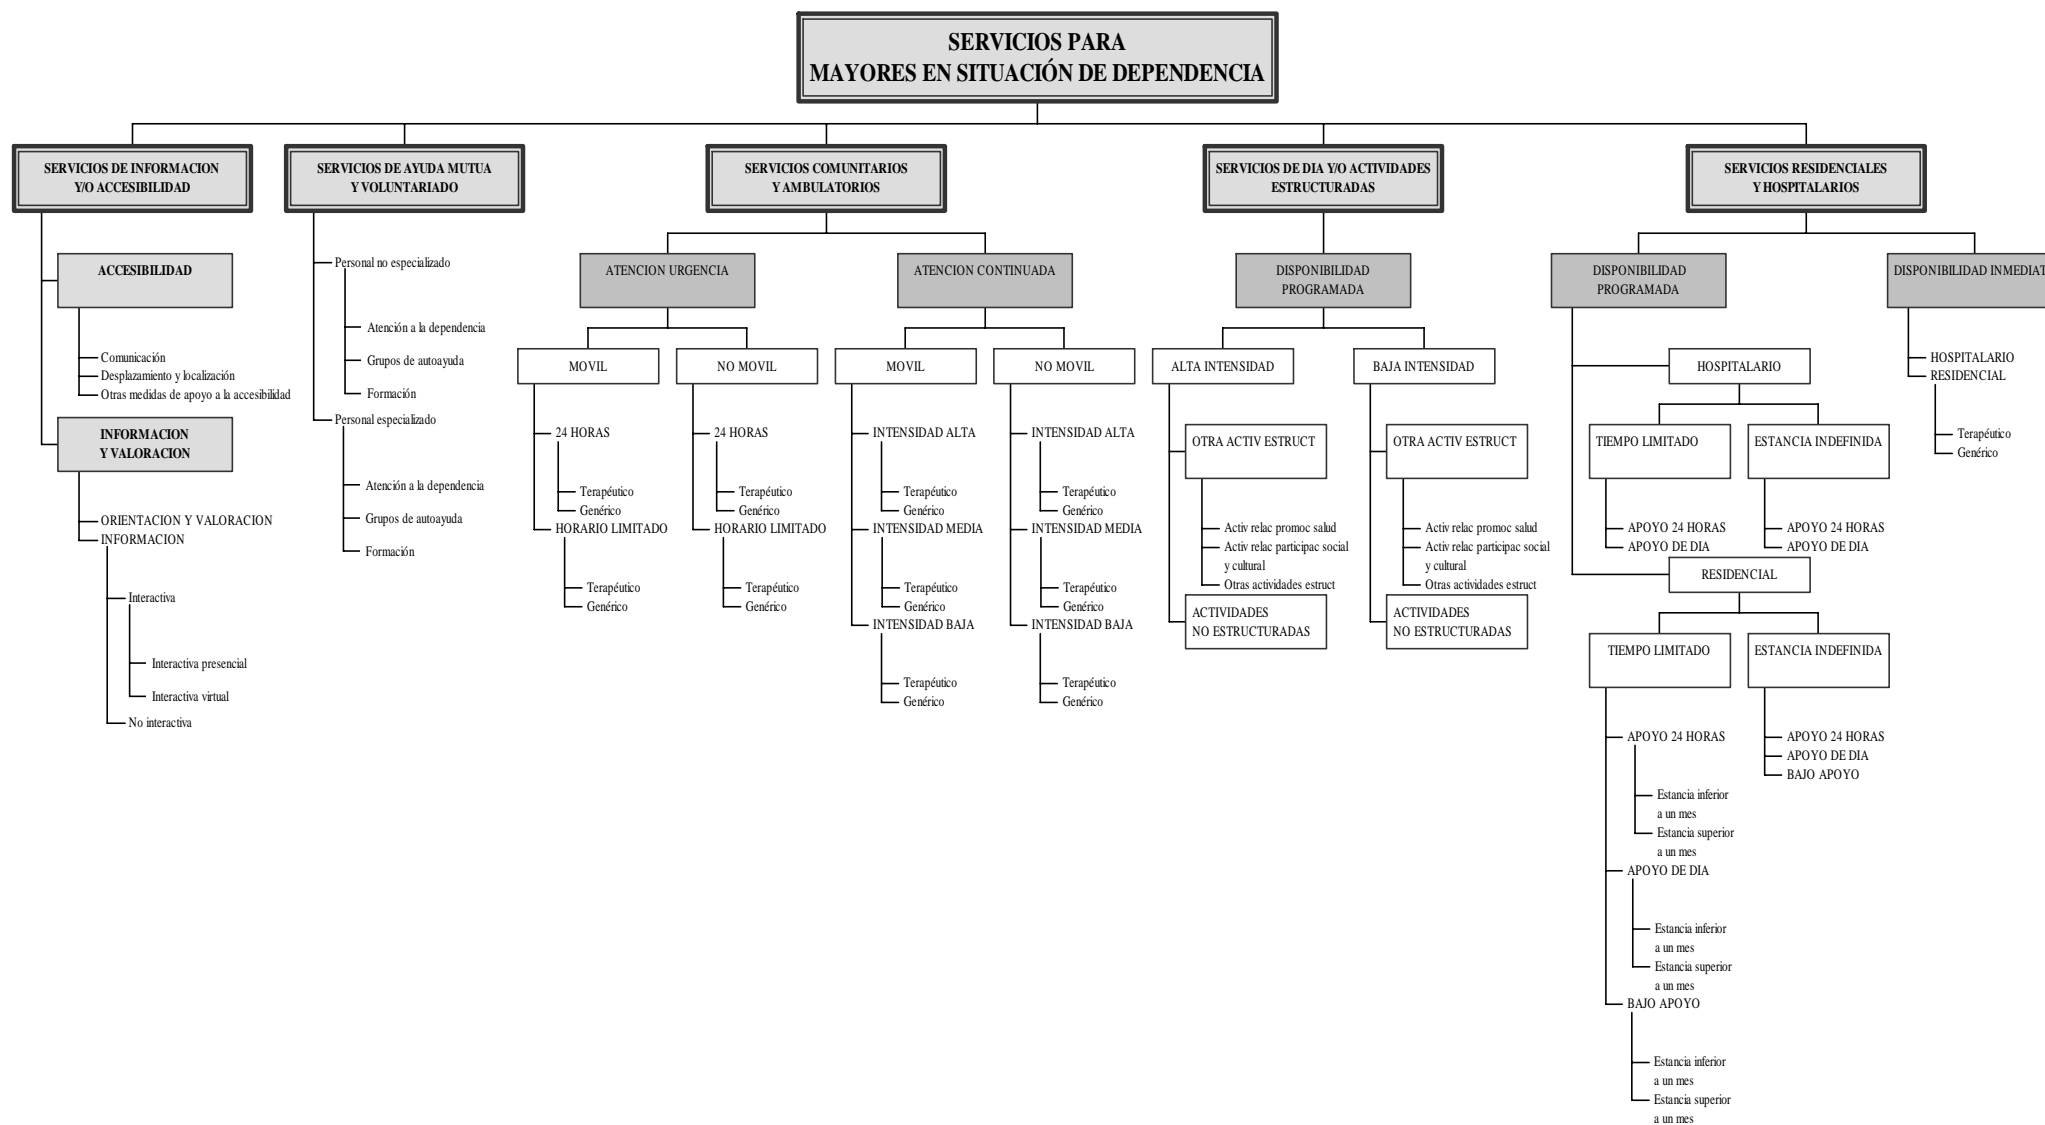 SERVICIOS PARA
MAYORES EN SITUACIÓN DE DEPENDENCIA
SERVICIOS DE INFORMACION
Y/O ACCESIBILIDAD
ACCESIBILIDAD
Comunicación
Desplazamiento y localización
Otras medidas de apoyo a la accesibilidad
INFORMACION
Y VALORACION
ORIENTACION Y VALORACION
INFORMACION
Interactiva
Interactiva presencial
Interactiva virtual
No interactiva
SERVICIOS DE AYUDA MUTUA
Y VOLUNTARIADO
Personal no especializado
Atención a la dependencia
Grupos de autoayuda
Formación
Personal especializado
Atención a la dependencia
Grupos de autoayuda
Formación
SERVICIOS COMUNITARIOS
Y AMBULATORIOS
ATENCION URGENCIA
MOVIL
24 HORAS
Terapéutico
Genérico
HORARIO LIMITADO
Terapéutico
Genérico
NO MOVIL
24 HORAS
Terapéutico
Genérico
HORARIO LIMITADO
Terapéutico
Genérico
ATENCION CONTINUADA
MOVIL
INTENSIDAD ALTA
Terapéutico
Genérico
INTENSIDAD MEDIA
Terapéutico
Genérico
INTENSIDAD BAJA
Terapéutico
Genérico
NO MOVIL
INTENSIDAD ALTA
Terapéutico
Genérico
INTENSIDAD MEDIA
Terapéutico
Genérico
INTENSIDAD BAJA
Terapéutico
Genérico
SERVICIOS DE DIA Y/O ACTIVIDADES
ESTRUCTURADAS
DISPONIBILIDAD
PROGRAMADA
ALTA INTENSIDAD
OTRA ACTIV ESTRUCT
Activ relac promoc salud
Activ relac participac social
y cultural
Otras actividades estruct
ACTIVIDADES
NO ESTRUCTURADAS
BAJA INTENSIDAD
OTRA ACTIV ESTRUCT
Activ relac promoc salud
Activ relac participac social
y cultural
Otras actividades estruct
ACTIVIDADES
NO ESTRUCTURADAS
SERVICIOS RESIDENCIALES
Y HOSPITALARIOS
DISPONIBILIDAD
PROGRAMADA
HOSPITALARIO
TIEMPO LIMITADO
APOYO 24 HORAS
APOYO DE DIA
ESTANCIA INDEFINIDA
APOYO 24 HORAS
APOYO DE DIA
RESIDENCIAL
TIEMPO LIMITADO
APOYO 24 HORAS
Estancia inferior
a un mes
Estancia superior
a un mes
APOYO DE DIA
Estancia inferior
a un mes
Estancia superior
a un mes
BAJO APOYO
Estancia inferior
a un mes
Estancia superior
a un mes
ESTANCIA INDEFINIDA
APOYO 24 HORAS
APOYO DE DIA
BAJO APOYO
DISPONIBILIDAD INMEDIAT
HOSPITALARIO
RESIDENCIAL
Terapéutico
Genérico